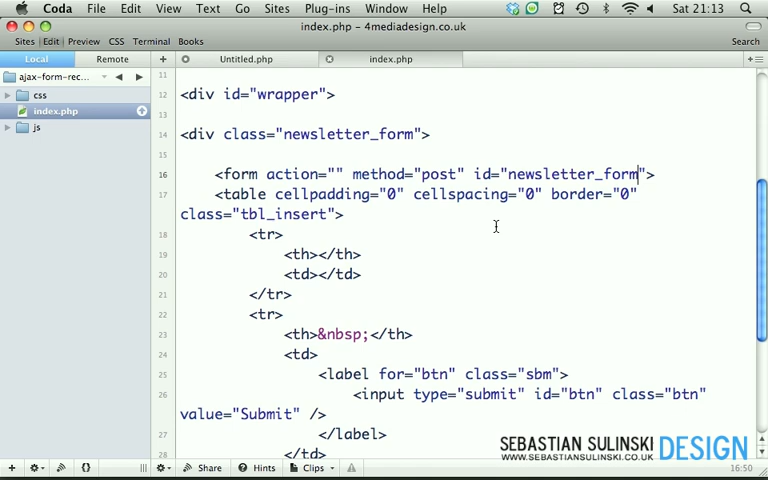 Coda File Edit View Text Go Sites Plug-ins Window Help Sat 21:13
index.php - 4mediadesign.co.uk
Sites Edit Preview CSS Terminal Books Search
Local Remote + Untitled.php index.php
ajax-form-rec...
css
index.php
js
11
12 <div id="wrapper">
13
14 <div class="newsletter_form">
15
16 <form action="" method="post" id="newsletter_form">
17 <table cellpadding="0" cellspacing="0" border="0"
class="tbl_insert">
18 <tr>
19 <th></th>
20 <td></td>
21 </tr>
22 <tr>
23 <th>&nbsp;</th>
24 <td>
25 <label for="btn" class="sbm">
26 <input type="submit" id="btn" class="btn"
value="Submit" />
27 </label>
28 </td>
SEBASTIAN SULINSKI DESIGN
WWW.SEBASTIANSULINSKI.CO.UK
+ {} Share Hints Clips 16:50